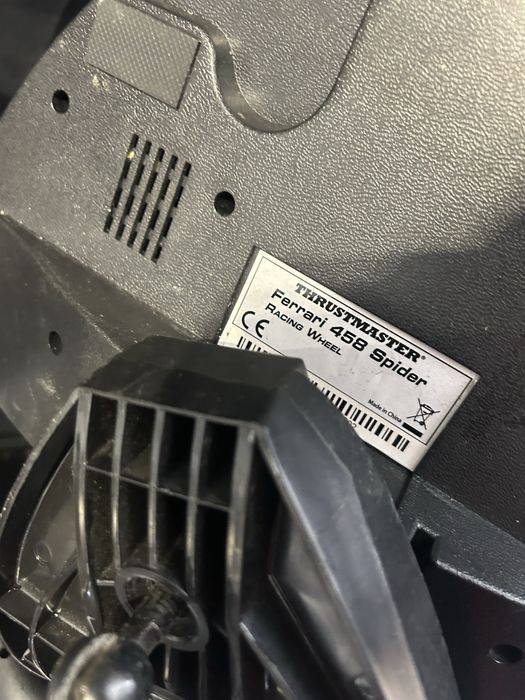 THRUSTMASTER®
Ferrari 458 Spider
RACING WHEEL
CE
Made in China